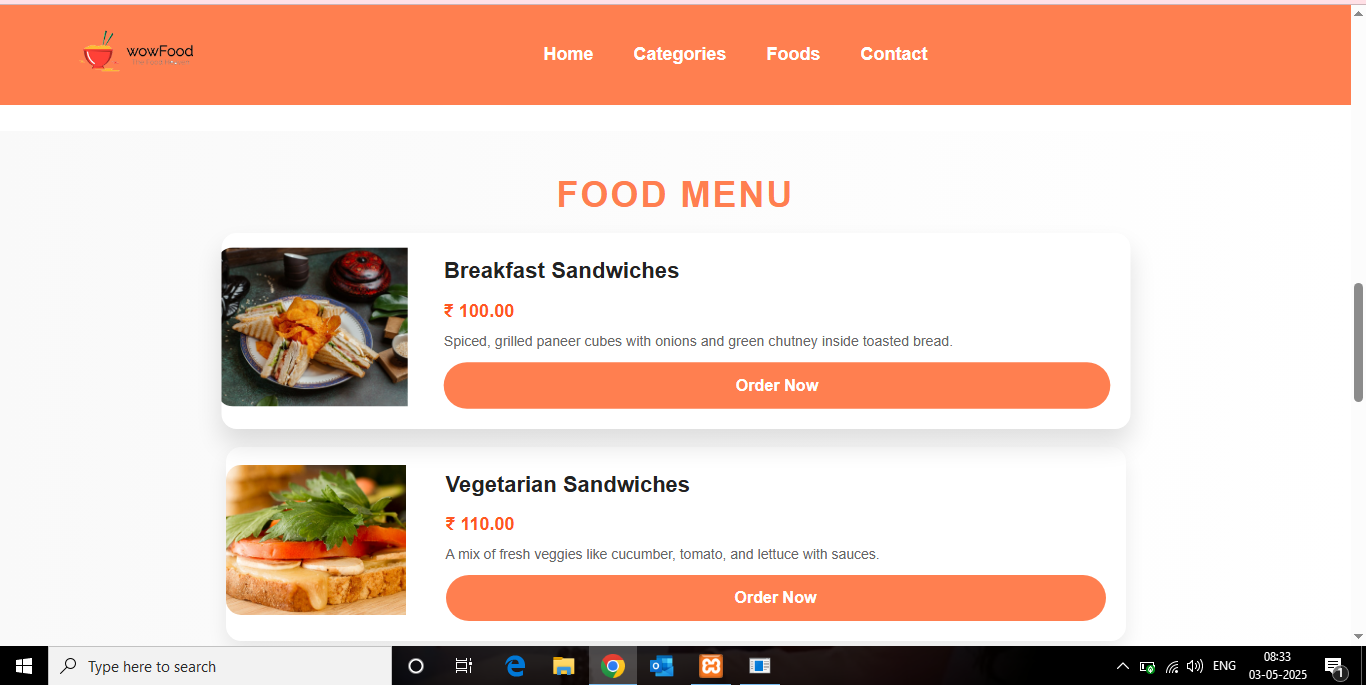 wowFood
Home Categories Foods Contact
FOOD MENU
Breakfast Sandwiches
₹ 100.00
Spiced, grilled paneer cubes with onions and green chutney inside toasted bread.
Order Now
Vegetarian Sandwiches
₹ 110.00
A mix of fresh veggies like cucumber, tomato, and lettuce with sauces.
Order Now
Type here to search
ENG
08:33
03-05-2025
1